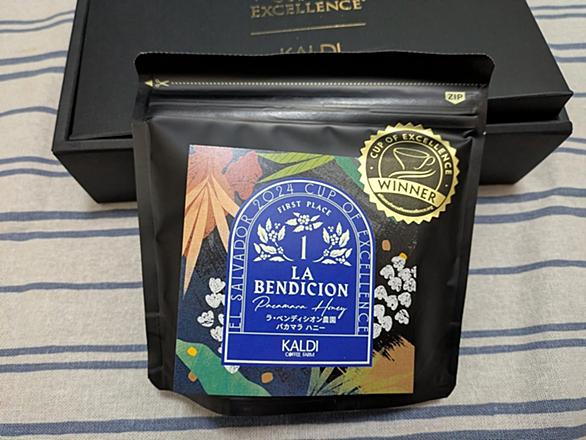 EXCELLENCE
KALDI
ZIP
CUP OF EXCELLENCE
WINNER
EL SALVADOR 2024 CUP OF EXCELLENCE
FIRST PLACE
1
LA
BENDICION
Pacamara Honey
ラ・ベンディシオン農園
パカマラ ハニー
KALDI
COFFEE FARM